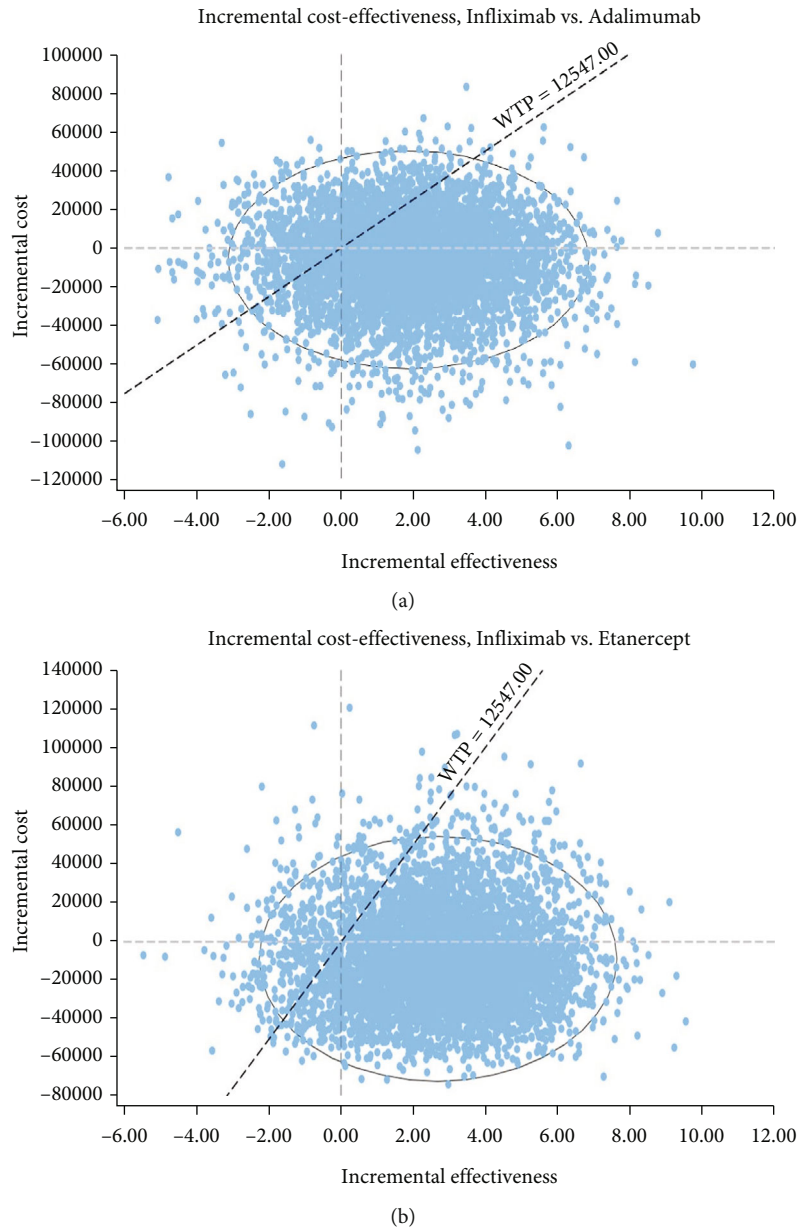 Incremental cost-effectiveness, Infliximab vs. Adalimumab
WTP = 12547.00
100000
80000
60000
40000
20000
0
–20000
–40000
–60000
–80000
–100000
–120000
Incremental cost
–6.00 –4.00 –2.00 0.00 2.00 4.00 6.00 8.00 10.00 12.00
Incremental effectiveness
(a)
Incremental cost-effectiveness, Infliximab vs. Etanercept
WTP = 12547.00
140000
120000
100000
80000
60000
40000
20000
0
–20000
–40000
–60000
–80000
Incremental cost
–6.00 –4.00 –2.00 0.00 2.00 4.00 6.00 8.00 10.00 12.00
Incremental effectiveness
(b)